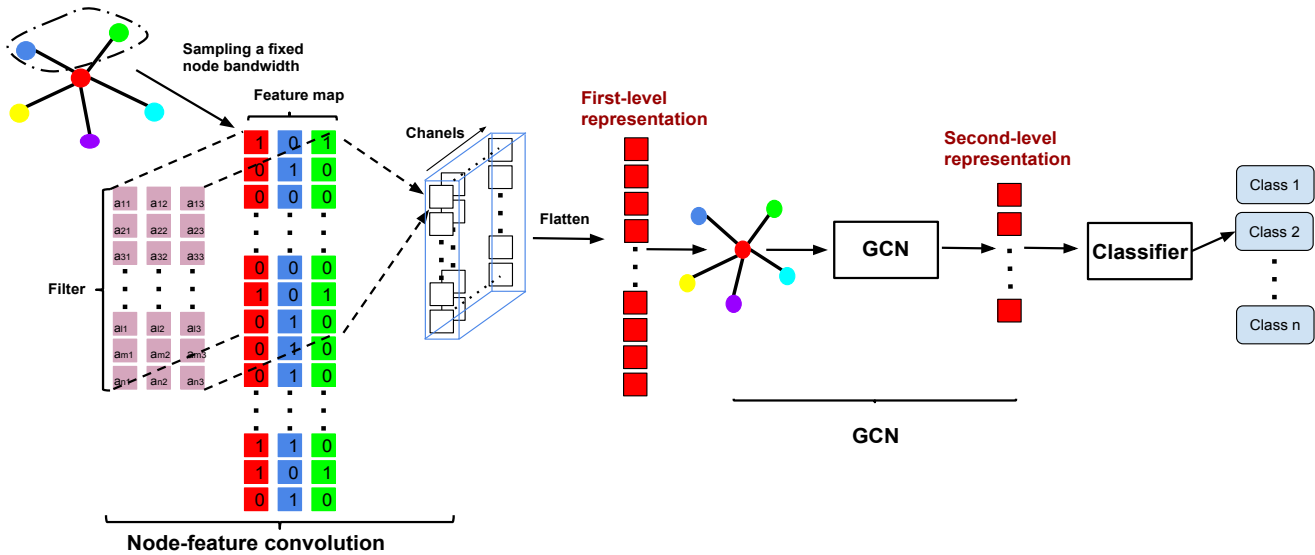 Sampling a fixed
node bandwidth
Feature map
1 0 1
0 1 0
0 0 0
0 0 0
1 0 1
0 1 0
0 1 0
0 1 0
1 1 0
1 0 1
0 1 0
Filter
a11 a12 a13
a21 a22 a23
a31 a32 a33
al1 al2 al3
am1 am2 am3
an1 an2 an3
Node-feature convolution
Chanels
Flatten
First-level
representation
GCN
GCN
Second-level
representation
Classifier
Class 1
Class 2
Class n